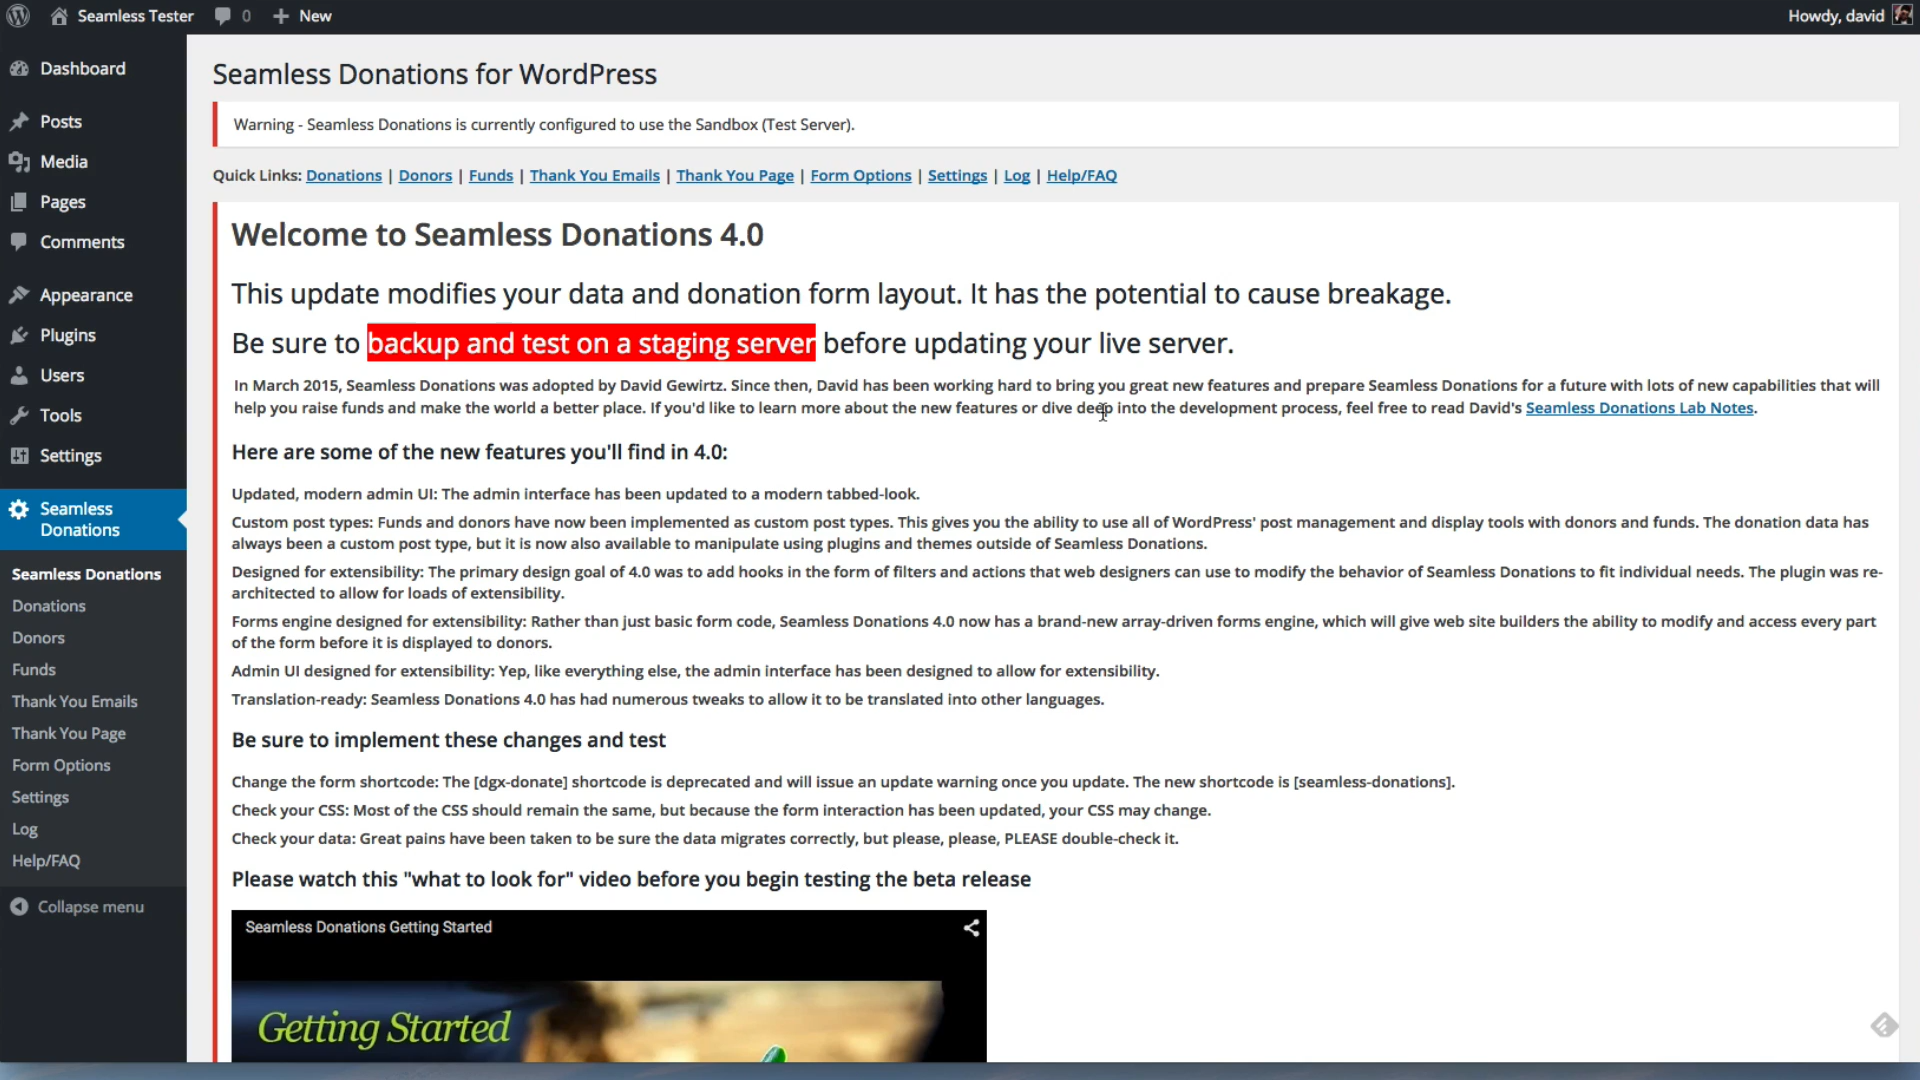 Seamless Tester 0 New Howdy, david
Dashboard
Posts
Media
Pages
Comments
Appearance
Plugins
Users
Tools
Settings
Seamless
Donations
Seamless Donations
Donations
Donors
Funds
Thank You Emails
Thank You Page
Form Options
Settings
Log
Help/FAQ
Collapse menu
Seamless Donations for WordPress
Warning - Seamless Donations is currently configured to use the Sandbox (Test Server).
Quick Links: Donations | Donors | Funds | Thank You Emails | Thank You Page | Form Options | Settings | Log | Help/FAQ
Welcome to Seamless Donations 4.0
This update modifies your data and donation form layout. It has the potential to cause breakage.
Be sure to backup and test on a staging server before updating your live server.
In March 2015, Seamless Donations was adopted by David Gewirtz. Since then, David has been working hard to bring you great new features and prepare Seamless Donations for a future with lots of new capabilities that will
help you raise funds and make the world a better place. If you'd like to learn more about the new features or dive deep into the development process, feel free to read David's Seamless Donations Lab Notes.
Here are some of the new features you'll find in 4.0:
Updated, modern admin UI: The admin interface has been updated to a modern tabbed-look.
Custom post types: Funds and donors have now been implemented as custom post types. This gives you the ability to use all of WordPress' post management and display tools with donors and funds. The donation data has
always been a custom post type, but it is now also available to manipulate using plugins and themes outside of Seamless Donations.
Designed for extensibility: The primary design goal of 4.0 was to add hooks in the form of filters and actions that web designers can use to modify the behavior of Seamless Donations to fit individual needs. The plugin was re-
architected to allow for loads of extensibility.
Forms engine designed for extensibility: Rather than just basic form code, Seamless Donations 4.0 now has a brand-new array-driven forms engine, which will give web site builders the ability to modify and access every part
of the form before it is displayed to donors.
Admin UI designed for extensibility: Yep, like everything else, the admin interface has been designed to allow for extensibility.
Translation-ready: Seamless Donations 4.0 has had numerous tweaks to allow it to be translated into other languages.
Be sure to implement these changes and test
Change the form shortcode: The [dgx-donate] shortcode is deprecated and will issue an update warning once you update. The new shortcode is [seamless-donations].
Check your CSS: Most of the CSS should remain the same, but because the form interaction has been updated, your CSS may change.
Check your data: Great pains have been taken to be sure the data migrates correctly, but please, please, PLEASE double-check it.
Please watch this "what to look for" video before you begin testing the beta release
Seamless Donations Getting Started
Getting Started